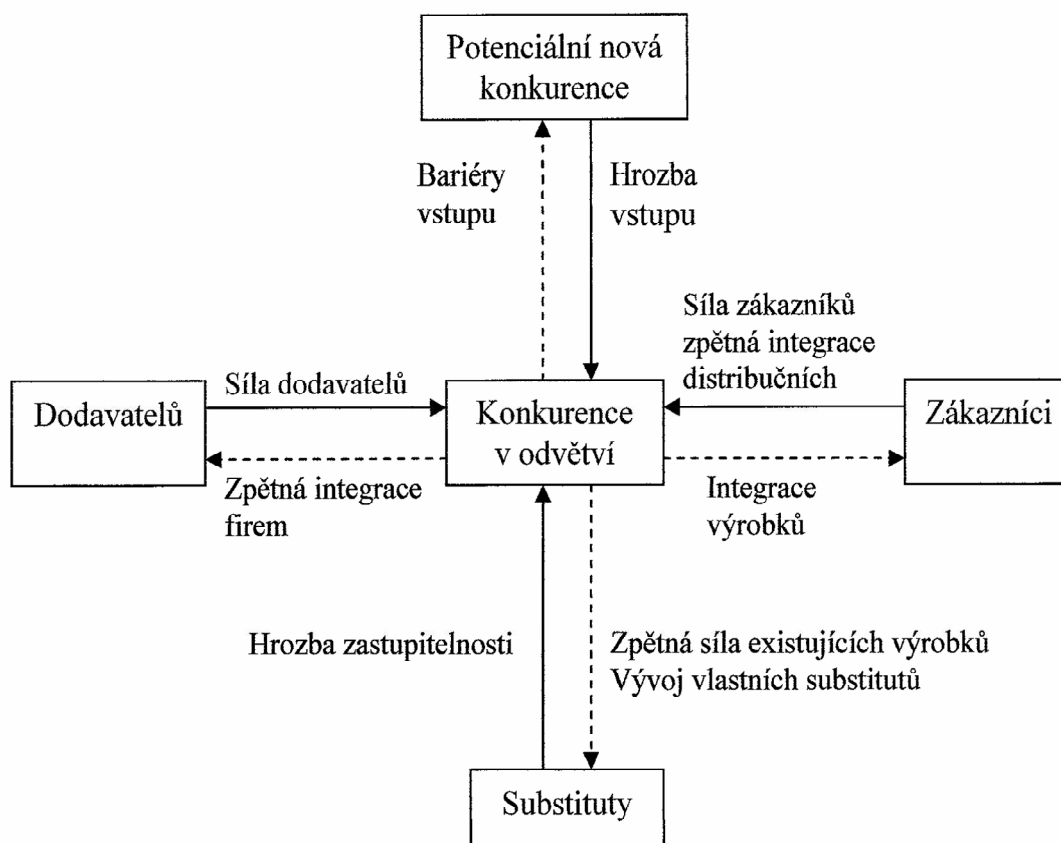 Potenciální nová
konkurence
Bariéry
vstupu
Hrozba
vstupu
Síla zákazníků
zpětná integrace
distribučních
Síla dodavatelů
Dodavatelů
Konkurence
v odvětví
Zákazníci
Zpětná integrace
firem
Integrace
výrobků
Hrozba zastupitelnosti
Zpětná síla existujících výrobků
Vývoj vlastních substitutů
Substituty